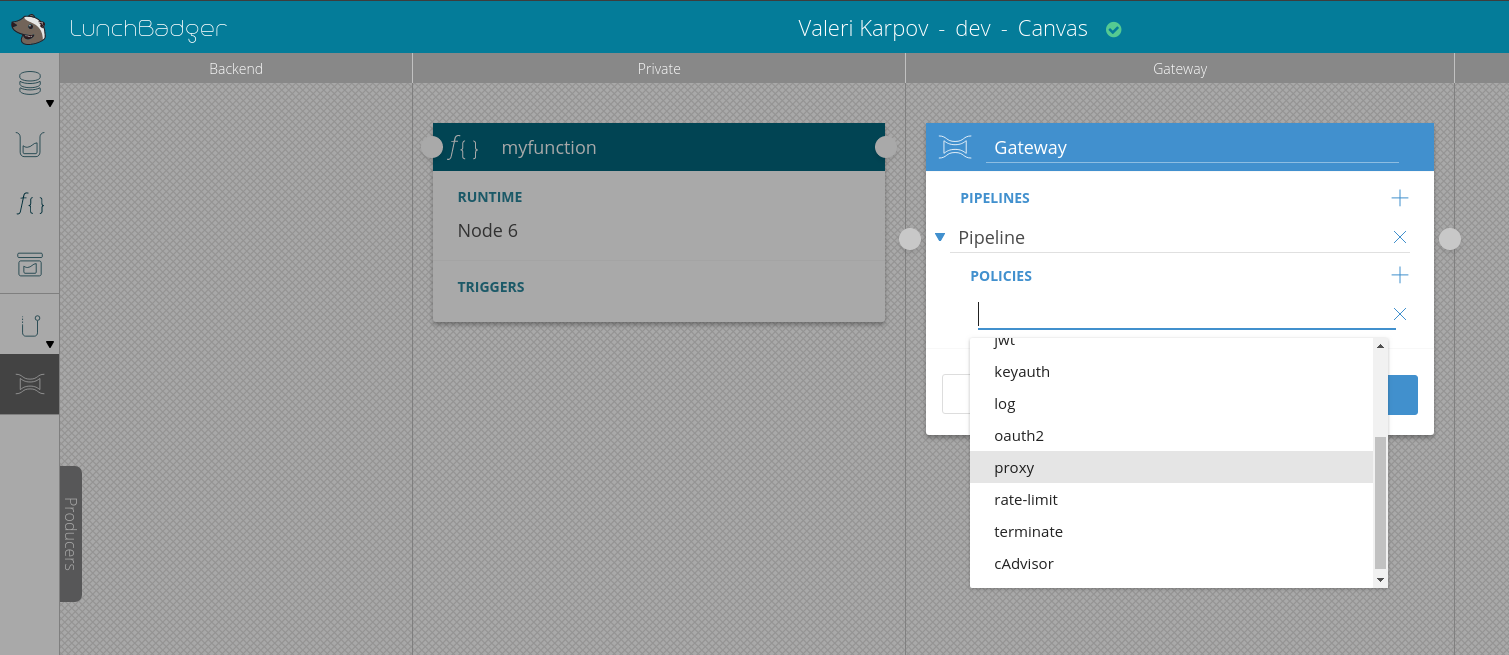 LunchBadger
Valeri Karpov - dev - Canvas
Backend
Private
Gateway
f{ }
myfunction
RUNTIME
Node 6
TRIGGERS
Gateway
PIPELINES
Pipeline
POLICIES
jwt
keyauth
log
oauth2
proxy
rate-limit
terminate
cAdvisor
f{ }
Producers